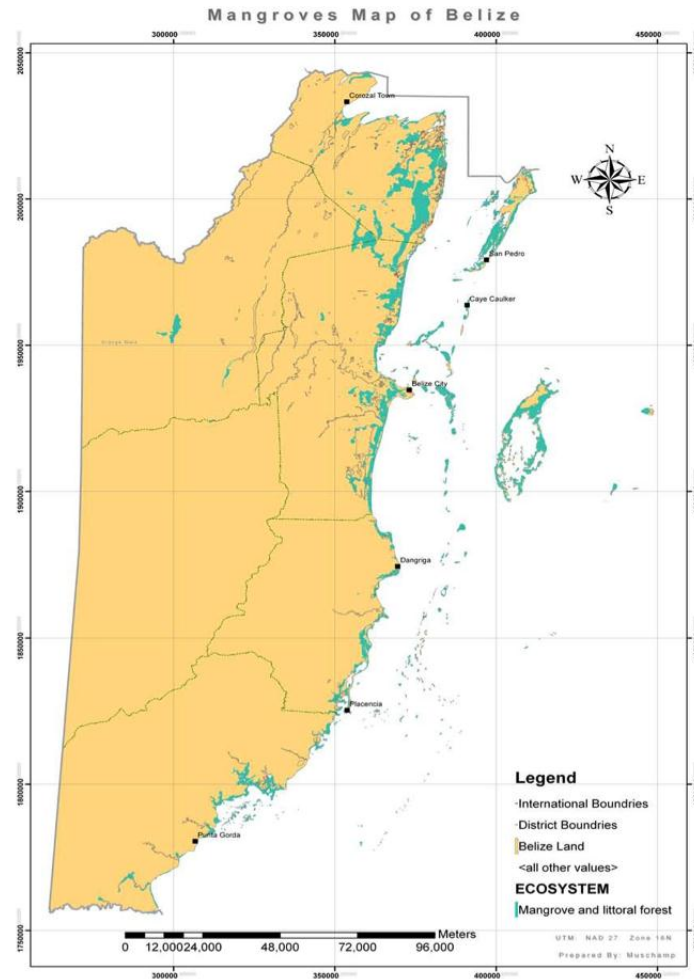 Mangroves Map of Belize
300000 350000 400000 450000
2050000
2000000
1950000
1900000
1850000
1800000
1750000
Corozal Town
N
W E
S
San Pedro
Caye Caulker
Belize City
Dangriga
Placencia
Punta Gorda
Legend
International Boundries
District Boundries
Belize Land
<all other values>
ECOSYSTEM
Mangrove and littoral forest
Meters
0 12,00024,000 48,000 72,000 96,000
UTM: NAD 27 Zone 16N
Prepared By: Muschamp
300000 350000 400000 450000